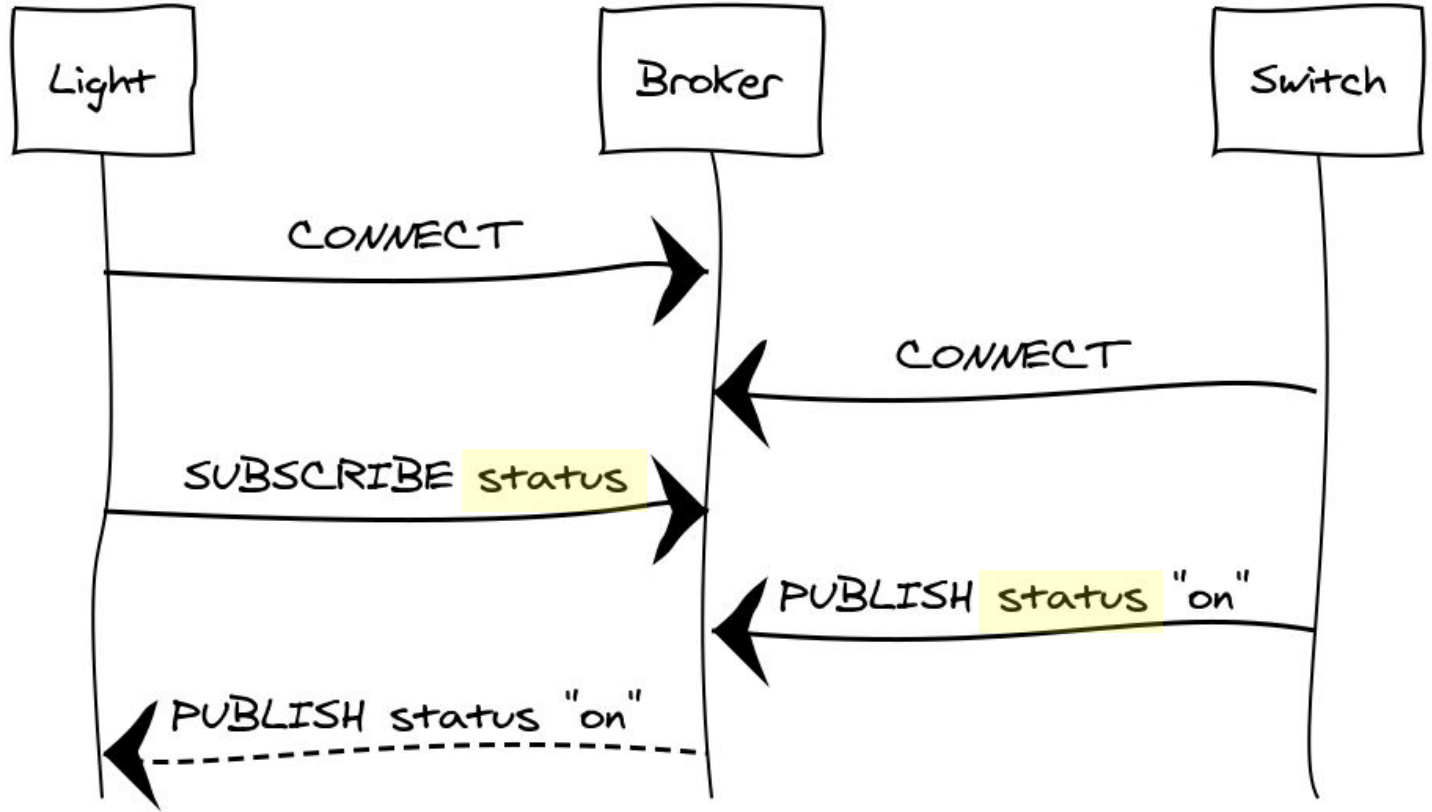 Light
Broker
Switch
CONNECT
CONNECT
SUBSCRIBE status
PUBLISH status "on"
PUBLISH status "on"